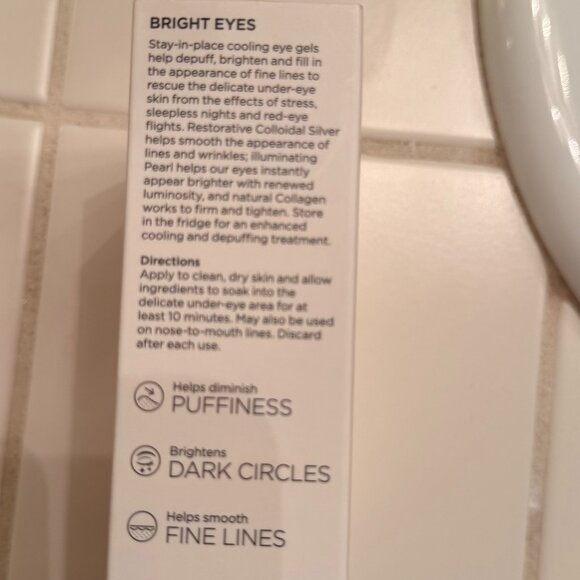 BRIGHT EYES
Stay-in-place cooling eye gels
help depuff, brighten and fill in
the appearance of fine lines to
rescue the delicate under-eye
skin from the effects of stress,
sleepless nights and red-eye
flights. Restorative Colloidal Silver
helps smooth the appearance of
lines and wrinkles; illuminating
Pearl helps our eyes instantly
appear brighter with renewed
luminosity, and natural Collagen
works to firm and tighten. Store
in the fridge for an enhanced
cooling and depuffing treatment.
Directions
Apply to clean, dry skin and allow
ingredients to soak into the
delicate under-eye area for at
least 10 minutes. May also be used
on nose-to-mouth lines. Discard
after each use.
Helps diminish
PUFFINESS
Brightens
DARK CIRCLES
Helps smooth
FINE LINES